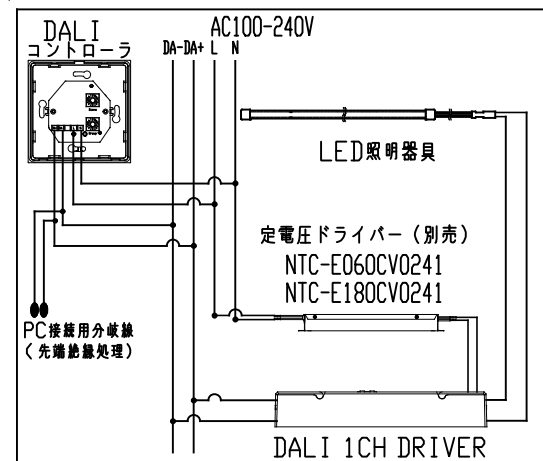 DALI
コントローラ
AC100-240V
DA-DA+ L N
LED照明器具
定電圧ドライバー（別売）
NTC-E060CV0241
NTC-E180CV0241
PC接続用分岐線
（先端絶縁処理）
DALI 1CH DRIVER